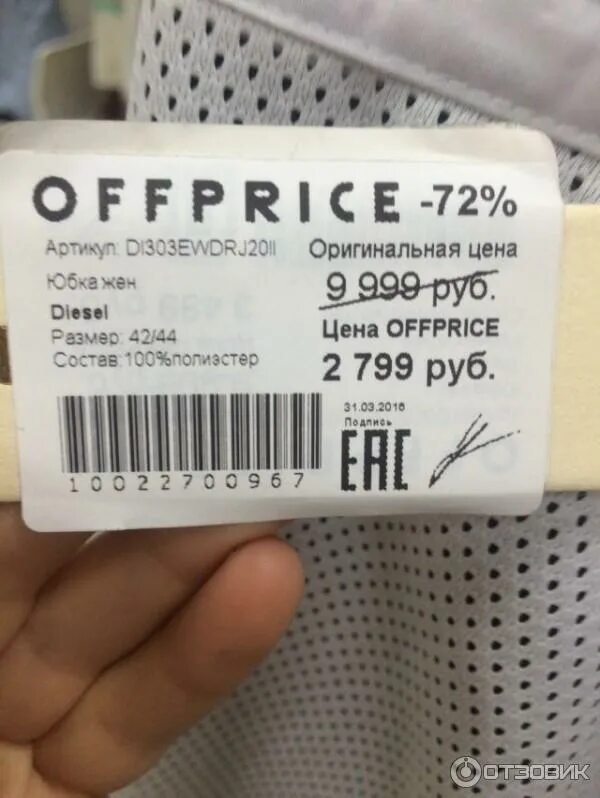 OFFPRICE -72%
Артикул: DI303EWDRJ20II
Оригинальная цена
Юбка жен
9 999 руб.
Diesel
Цена OFFPRICE
Размер: 42/44
Состав:100%полиэстер
2 799 руб.
31.03.2016
Подпись
EAC
10022700967
ОТЗОВИК